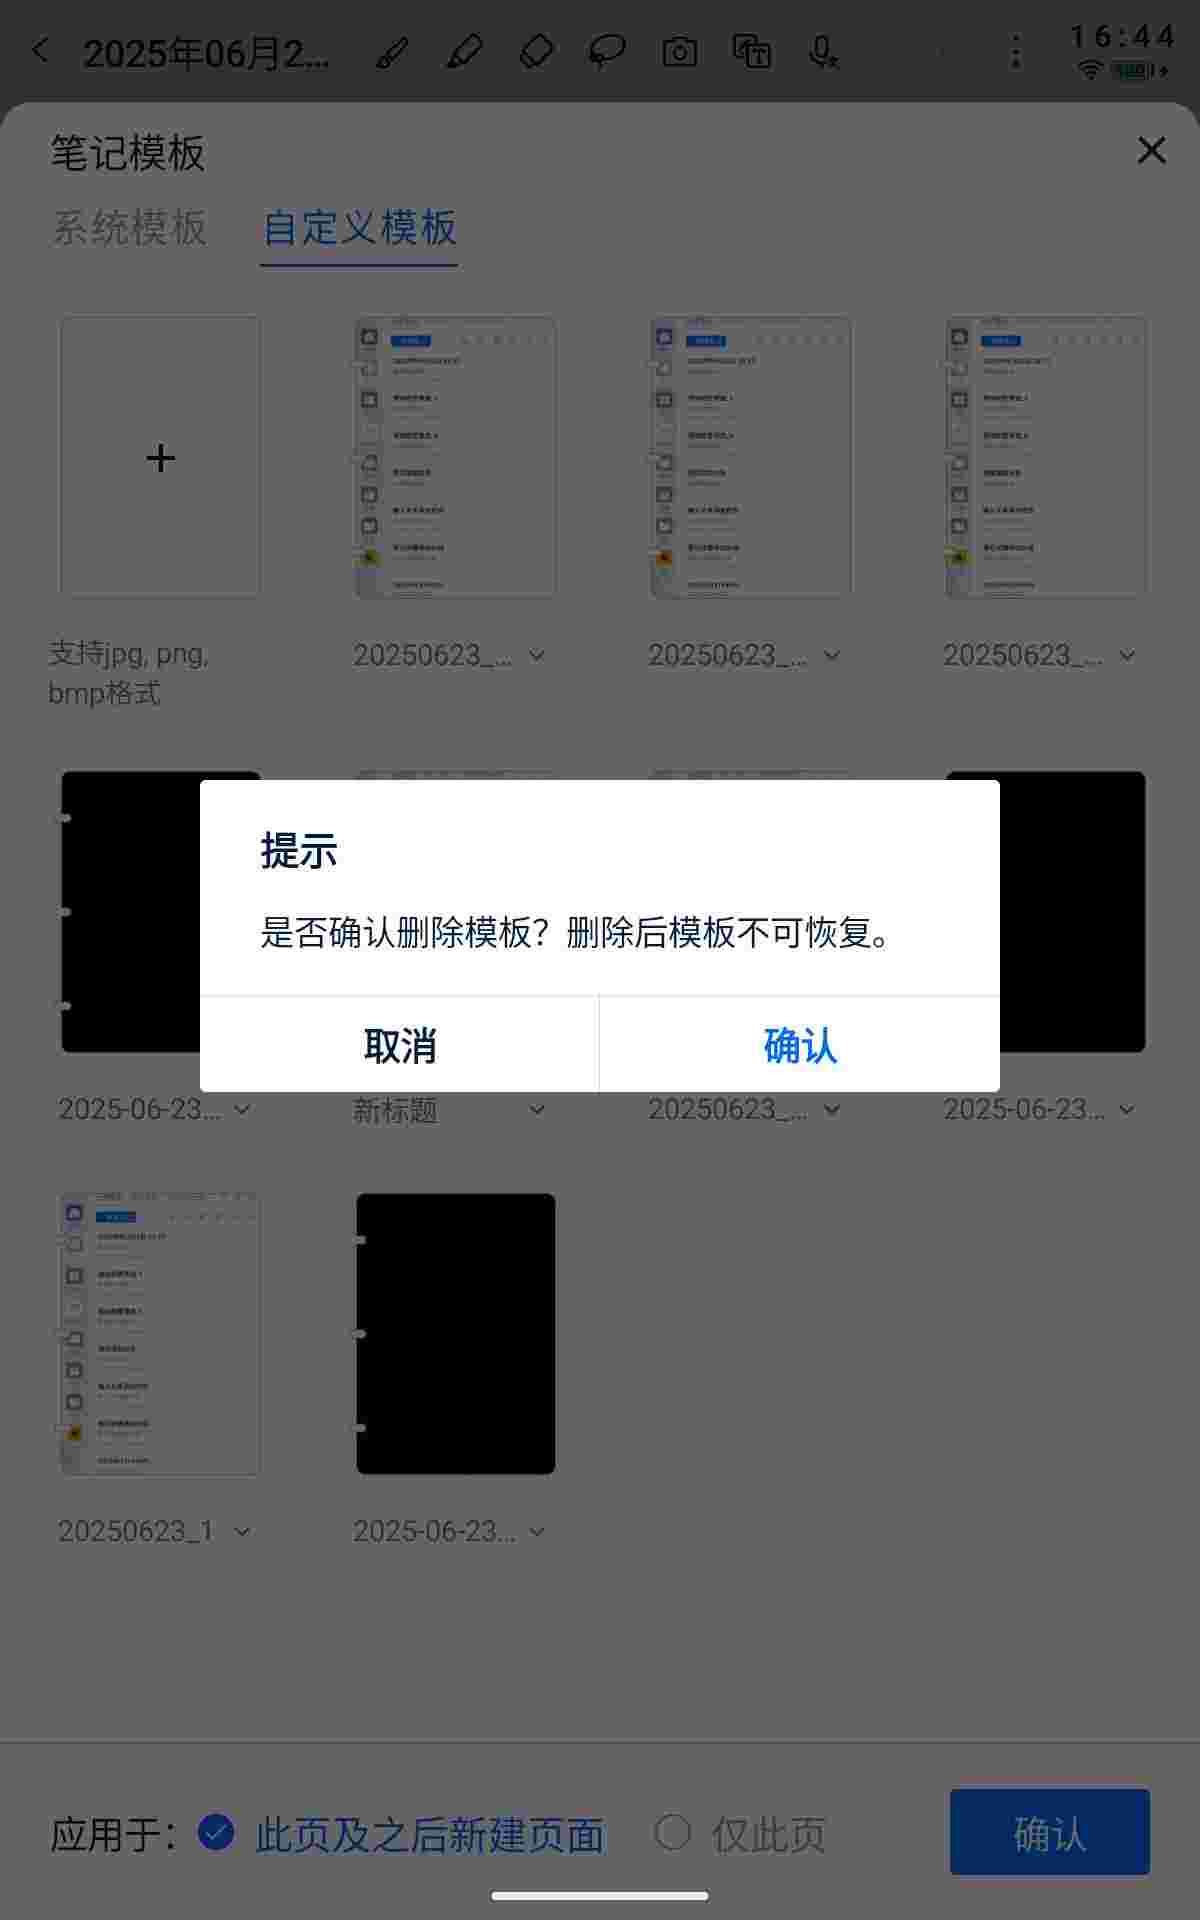 2025年06月2...
16:44
笔记模板
系统模板
自定义模板
支持jpg, png,
bmp格式
20250623_...
20250623_...
20250623_...
提示
是否确认删除模板？删除后模板不可恢复。
取消
确认
2025-06-23...
新标题
20250623_...
2025-06-23...
20250623_1
2025-06-23...
应用于：
此页及之后新建页面
仅此页
确认